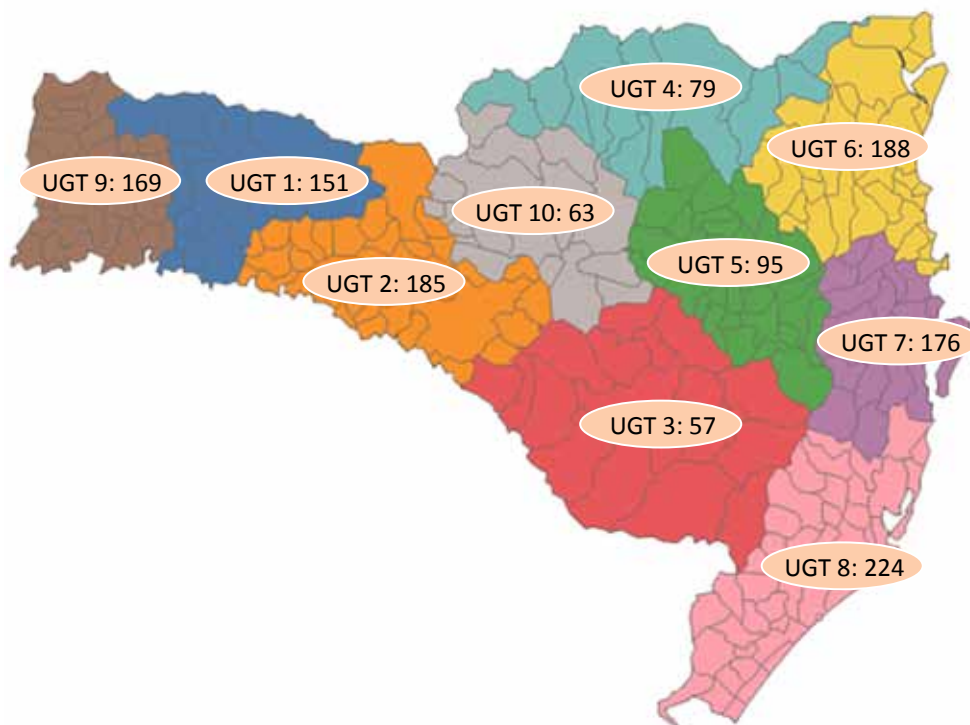 UGT 4: 79
UGT 6: 188
UGT 9: 169
UGT 1: 151
UGT 10: 63
UGT 5: 95
UGT 2: 185
UGT 7: 176
UGT 3: 57
UGT 8: 224